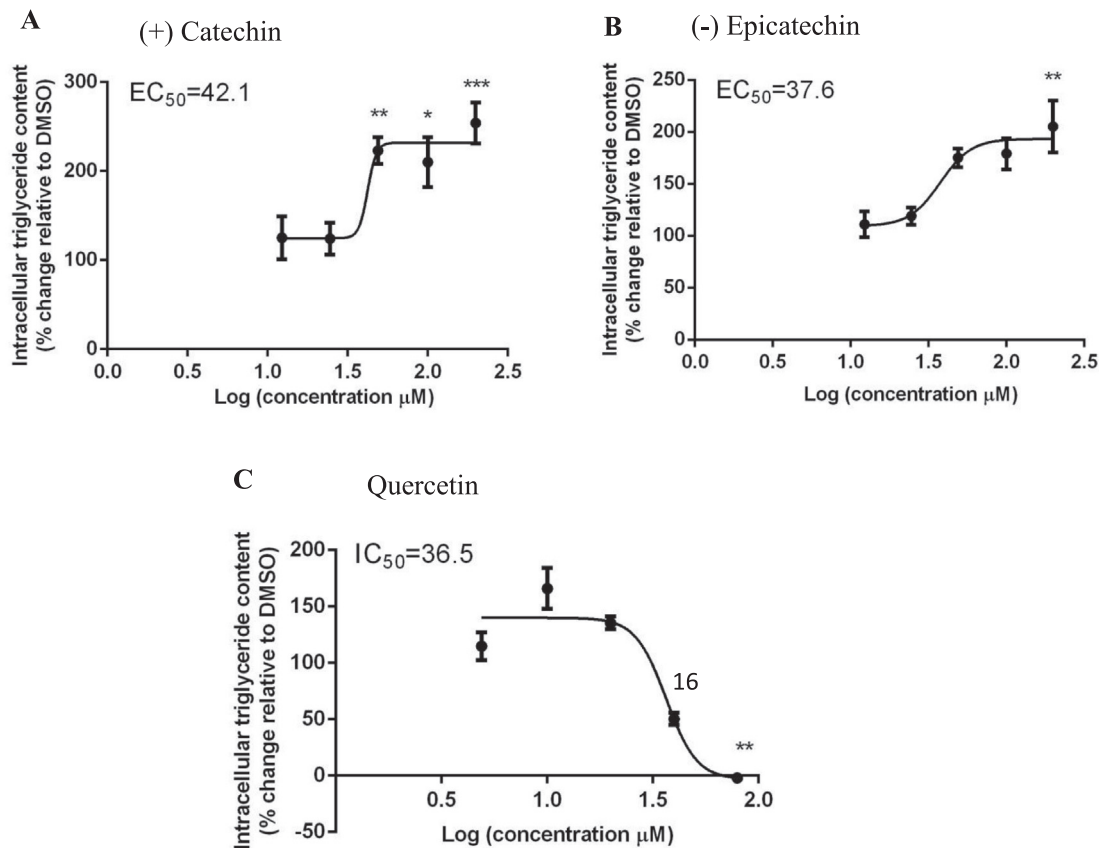 A
(+) Catechin
EC50=42.1
***
**
*
300
200
100
0
0.0
0.5
1.0
1.5
2.0
2.5
Intracellular triglyceride content
(% change relative to DMSO)
Log (concentration μM)
B
(-) Epicatechin
EC50=37.6
**
250
200
150
100
50
0
0.0
0.5
1.0
1.5
2.0
2.5
Intracellular triglyceride content
(% change relative to DMSO)
Log (concentration μM)
C
Quercetin
IC50=36.5
16
**
200
150
100
50
0
-50
0.5
1.0
1.5
2.0
Intracellular triglyceride content
(% change relative to DMSO)
Log (concentration μM)